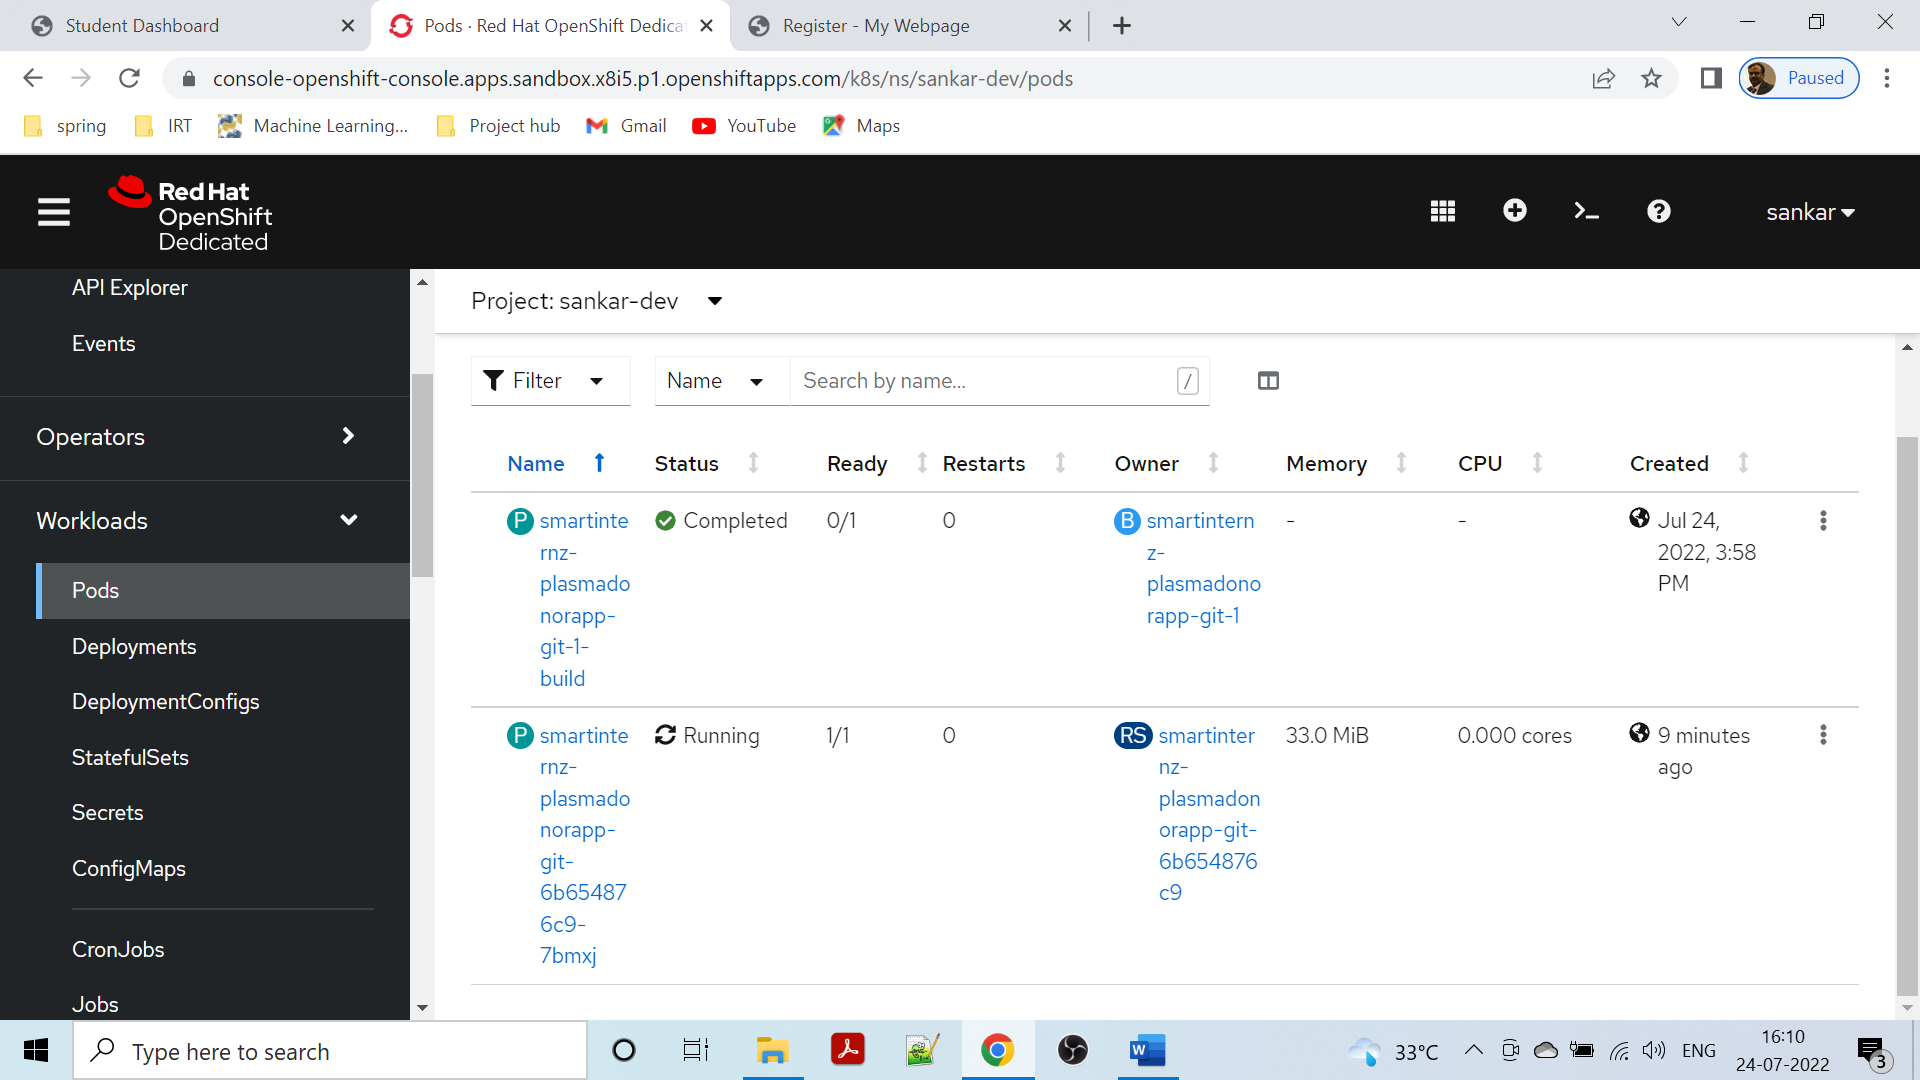 Student Dashboard
Pods · Red Hat OpenShift Dedica
Register - My Webpage
console-openshift-console.apps.sandbox.x8i5.p1.openshiftapps.com/k8s/ns/sankar-dev/pods
Paused
spring
IRT
Machine Learning...
Project hub
Gmail
YouTube
Maps
Red Hat
OpenShift
Dedicated
sankar
API Explorer
Events
Operators
Workloads
Pods
Deployments
DeploymentConfigs
StatefulSets
Secrets
ConfigMaps
CronJobs
Jobs
Project: sankar-dev
Filter
Name
Search by name...
/
Name Status Ready Restarts Owner Memory CPU Created
P smartinte
rnz-
plasmado
norapp-
git-1-
build
Completed
0/1
0
B smartintern
z-
plasmadono
rapp-git-1
-
-
Jul 24,
2022, 3:58
PM
P smartinte
rnz-
plasmado
norapp-
git-
6b65487
6c9-
7bmxj
Running
1/1
0
RS smartinter
nz-
plasmadon
orapp-git-
6b654876
c9
33.0 MiB
0.000 cores
9 minutes
ago
Type here to search
W
33°C
ENG
16:10
24-07-2022
3